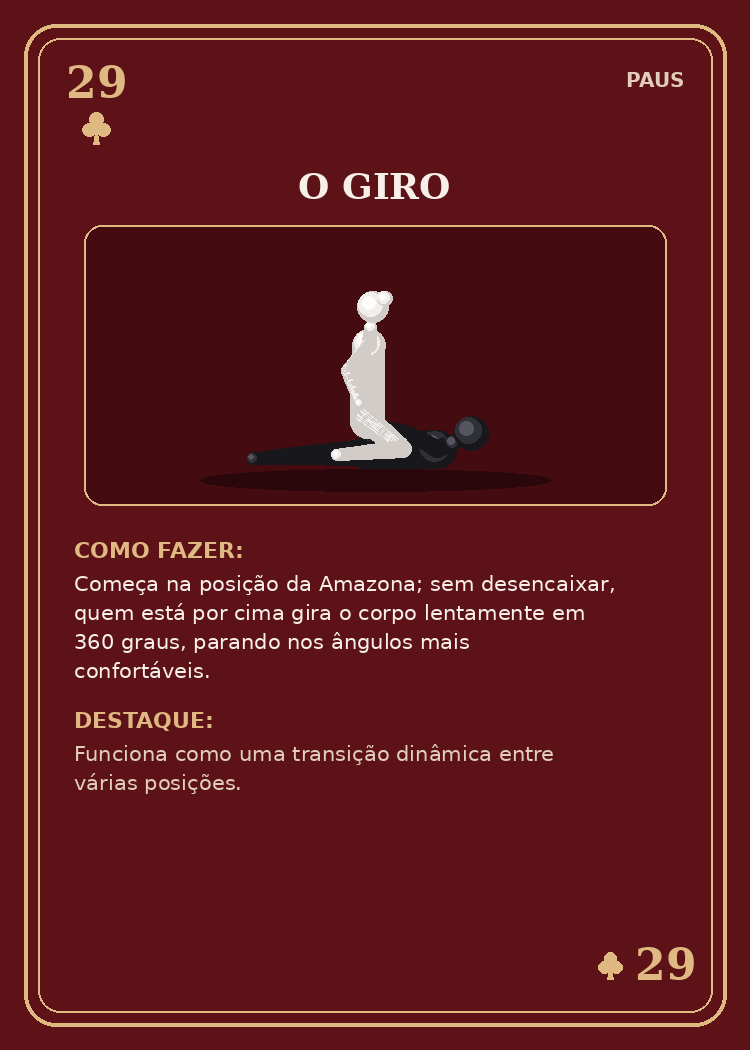 29
PAUS
O GIRO
COMO FAZER:
Começa na posição da Amazona; sem desencaixar,
quem está por cima gira o corpo lentamente em
360 graus, parando nos ângulos mais
confortáveis.
DESTAQUE:
Funciona como uma transição dinâmica entre
várias posições.
29